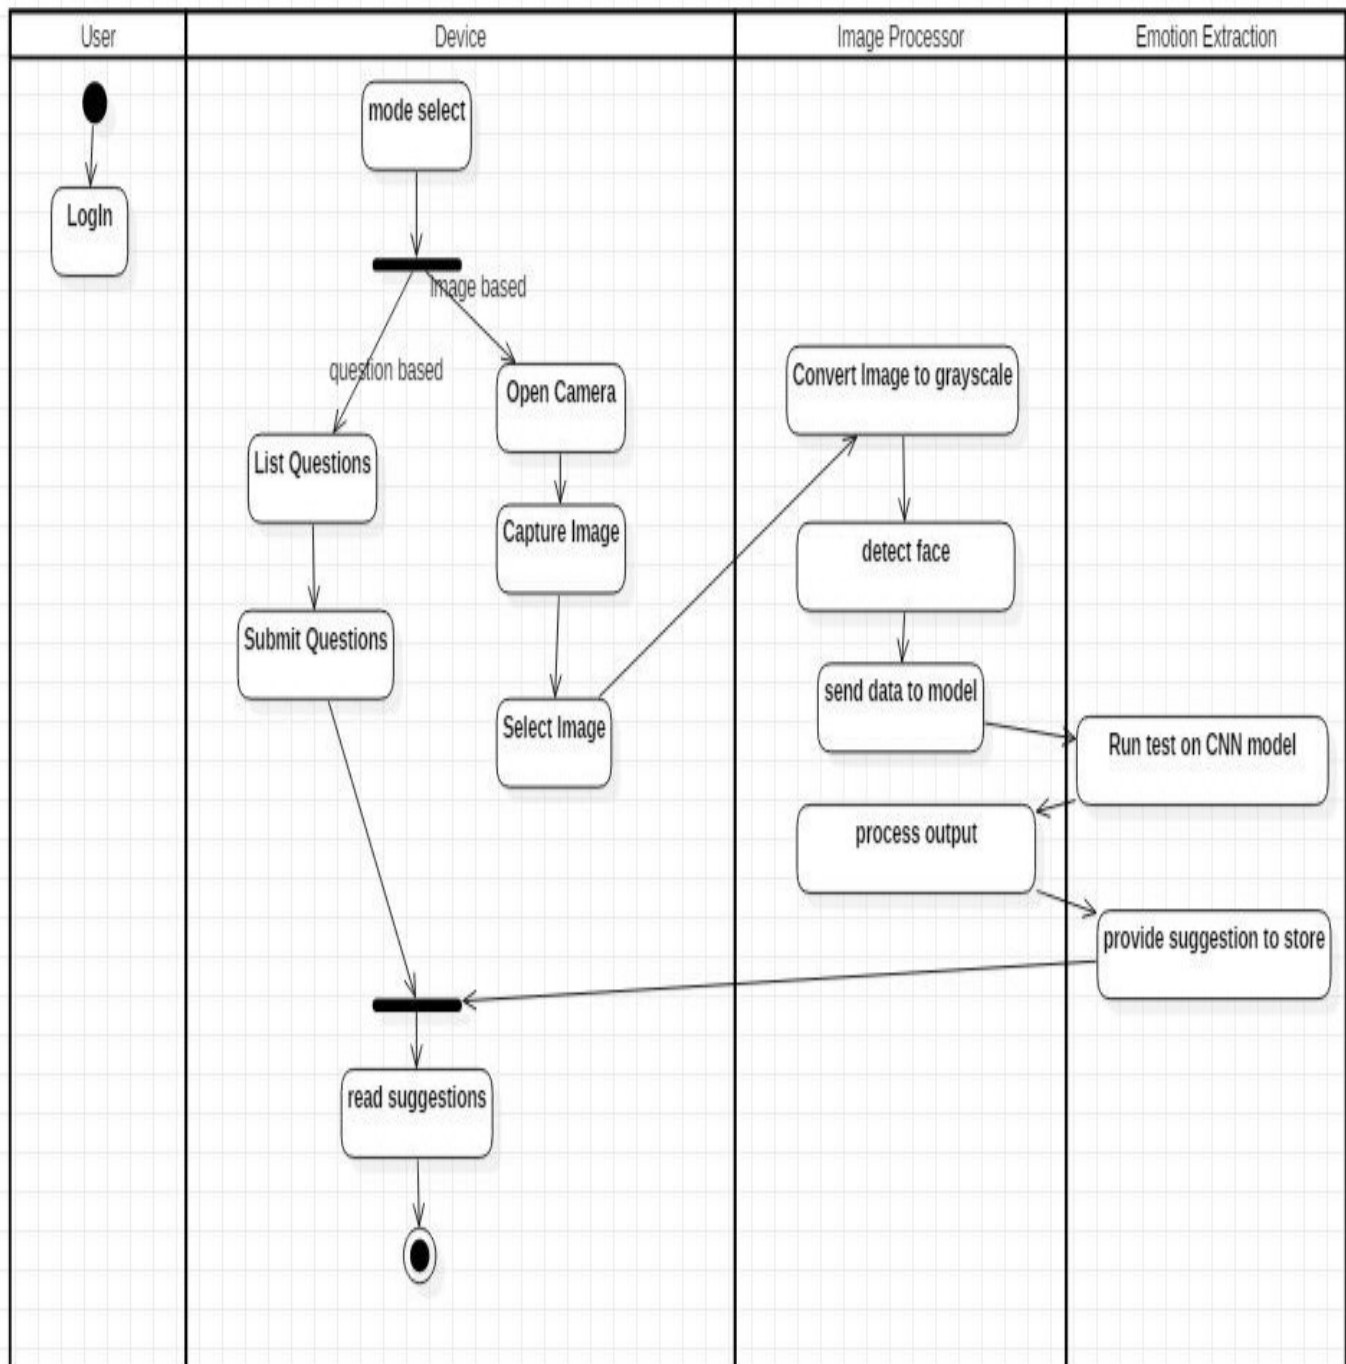 User
Device
Image Processor
Emotion Extraction
mode select
LogIn
Image based
question based
Open Camera
Convert Image to grayscale
List Questions
Capture Image
detect face
Submit Questions
Select Image
send data to model
Run test on CNN model
process output
provide suggestion to store
read suggestions